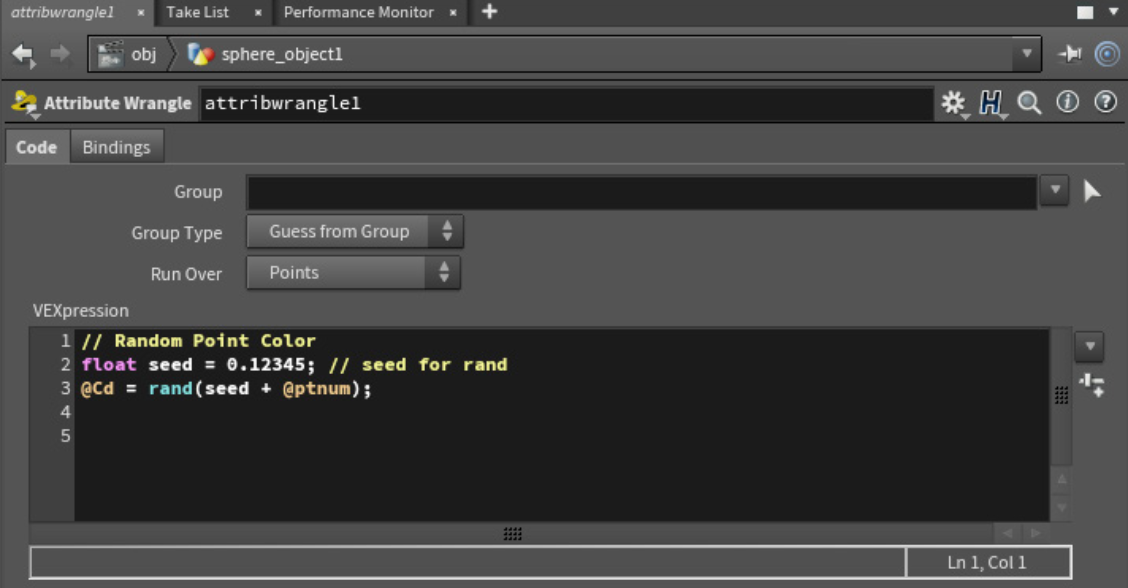 attribwrangle1 × Take List × Performance Monitor × +
obj sphere_object1
Attribute Wrangle attribwrangle1
Code Bindings
Group
Group Type Guess from Group
Run Over Points
VEXpression
1 // Random Point Color
2 float seed = 0.12345; // seed for rand
3 @Cd = rand(seed + @ptnum);
4
5
Ln 1, Col 1